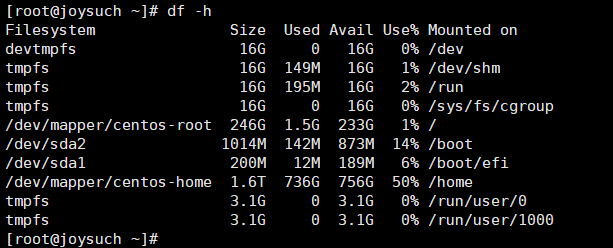 [root@joysuch ~]# df -h
Filesystem               Size  Used Avail Use% Mounted on
devtmpfs                  16G     0   16G   0% /dev
tmpfs                     16G  149M   16G   1% /dev/shm
tmpfs                     16G  195M   16G   2% /run
tmpfs                     16G     0   16G   0% /sys/fs/cgroup
/dev/mapper/centos-root  246G  1.5G  233G   1% /
/dev/sda2               1014M  142M  873M  14% /boot
/dev/sda1                200M   12M  189M   6% /boot/efi
/dev/mapper/centos-home  1.6T  736G  756G  50% /home
tmpfs                    3.1G     0  3.1G   0% /run/user/0
tmpfs                    3.1G     0  3.1G   0% /run/user/1000
[root@joysuch ~]#